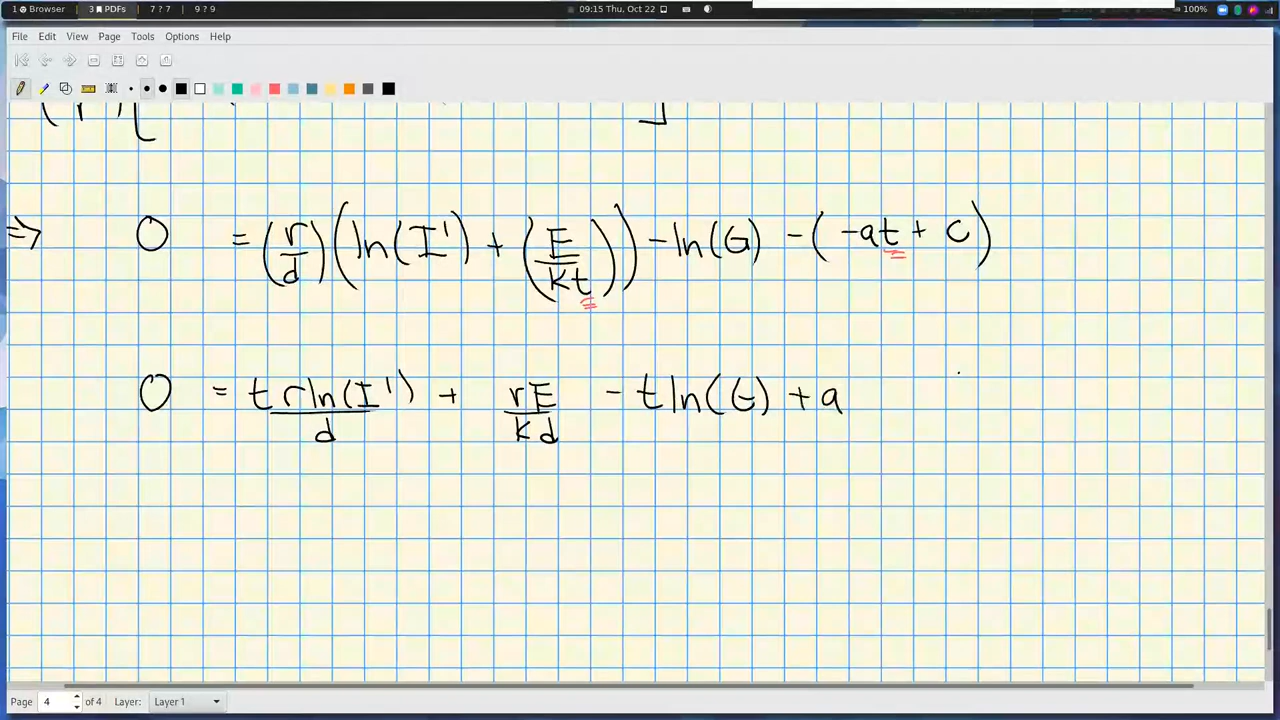 1 Browser 3 PDFs 7 ? 7 9 ? 9 09:15 Thu, Oct 22 100%
File Edit View Page Tools Options Help
(r)[ ]
⇒ 0 = (r/d)(ln(I') + (E/kt)) - ln(G) - (-at + C)
0 = t r ln(I')/d + rE/kd - t ln(G) + a
Page 4 of 4 Layer: Layer 1